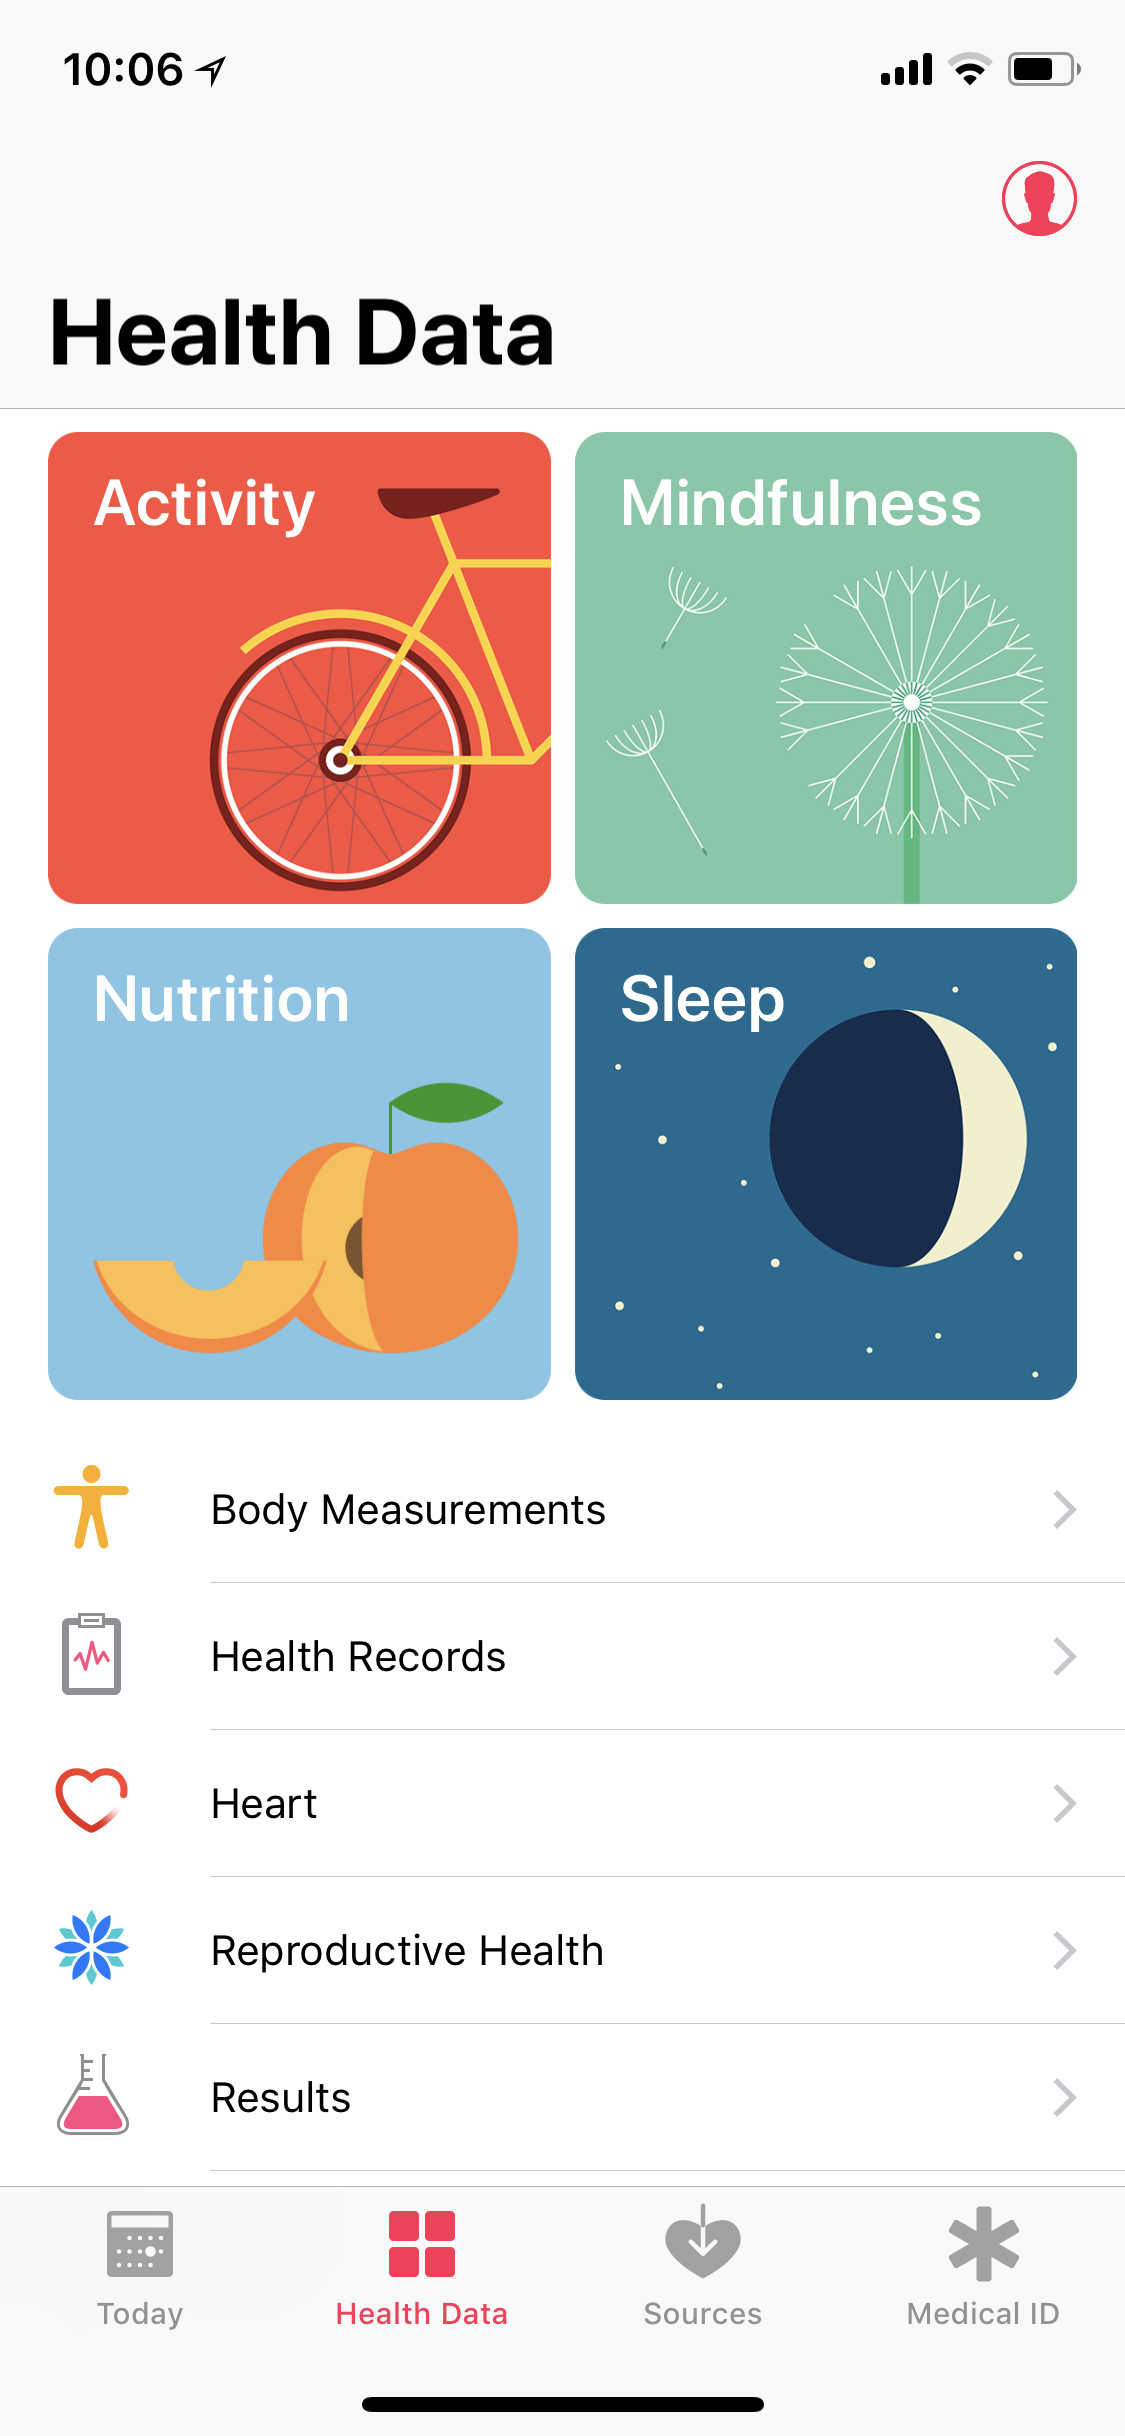 10:06
Health Data
Activity
Mindfulness
Nutrition
Sleep
Body Measurements
Health Records
Heart
Reproductive Health
Results
Today
Health Data
Sources
Medical ID